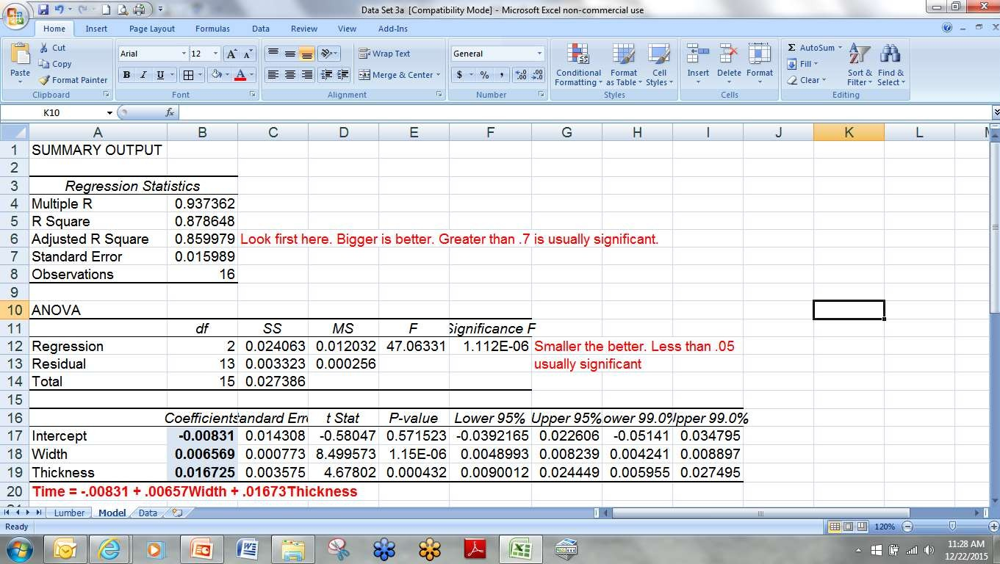 Data Set 3a [Compatibility Mode] - Microsoft Excel non-commercial use
Home Insert Page Layout Formulas Data Review View Add-Ins
Paste
Cut
Copy
Format Painter
Clipboard
Arial 12 A A
B I U A
Font
Wrap Text
Merge & Center
Alignment
General
$ % , .0 .00 .00 .0
Number
Conditional Formatting
Format as Table
Cell Styles
Styles
Insert Delete Format
Cells
Σ AutoSum
Fill
Clear
Sort & Filter
Find & Select
Editing
K10 fx
A B C D E F G H I J K L
1 SUMMARY OUTPUT
2
3 Regression Statistics
4 Multiple R 0.937362
5 R Square 0.878648
6 Adjusted R Square 0.859979 Look first here. Bigger is better. Greater than .7 is usually significant.
7 Standard Error 0.015989
8 Observations 16
9
10 ANOVA
11 df SS MS F Significance F
12 Regression 2 0.024063 0.012032 47.06331 1.112E-06 Smaller the better. Less than .05
13 Residual 13 0.003323 0.000256 usually significant
14 Total 15 0.027386
15
16 Coefficients andard Err t Stat P-value Lower 95% Upper 95% ower 99.0% pper 99.0%
17 Intercept -0.00831 0.014308 -0.58047 0.571523 -0.0392165 0.022606 -0.05141 0.034795
18 Width 0.006569 0.000773 8.499573 1.15E-06 0.0048993 0.008239 0.004241 0.008897
19 Thickness 0.016725 0.003575 4.67802 0.000432 0.0090012 0.024449 0.005955 0.027495
20 Time = -.00831 + .00657Width + .01673Thickness
Lumber Model Data
Ready 120%
11:28 AM
12/22/2015